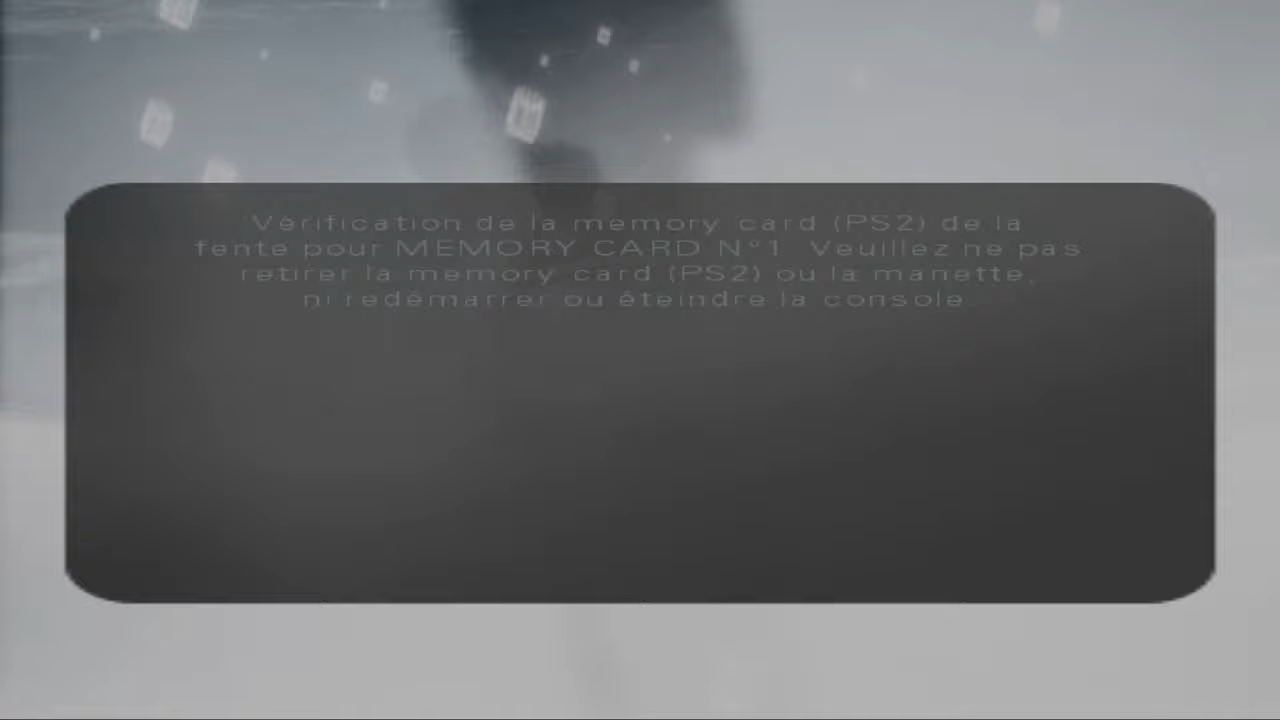 Vérification de la memory card (PS2) de la
fente pour MEMORY CARD N°1. Veuillez ne pas
retirer la memory card (PS2) ou la manette,
ni redémarrer ou éteindre la console.